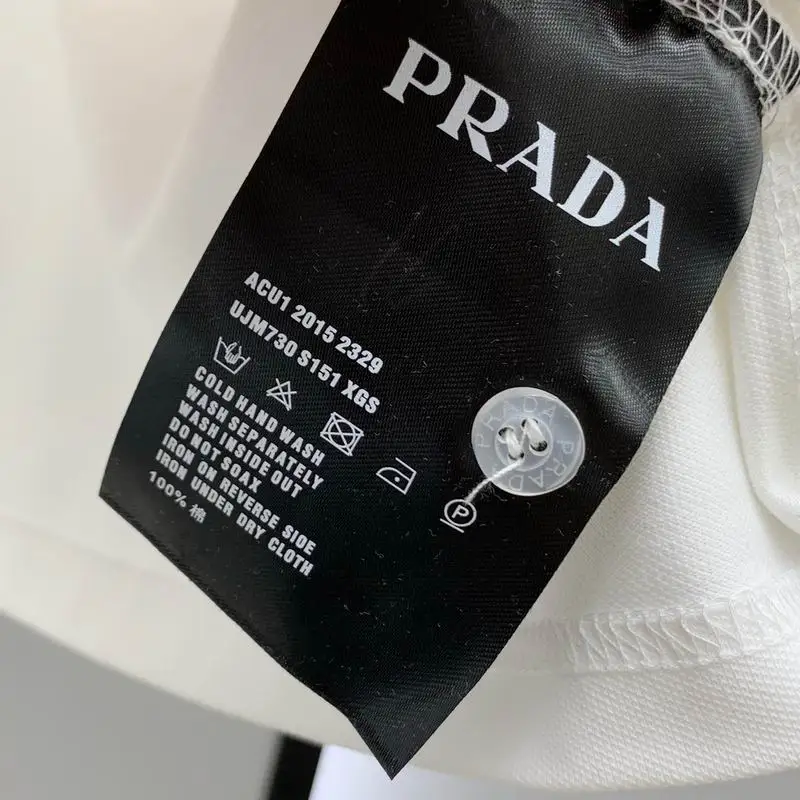 PRADA
ACU1 2015 2329
UJM730 S151 XGS
COLD HAND WASH
WASH SEPARATELY
WASH INSIDE OUT
DO NOT SOAX
IRON ON REVERSE SIOE
IRON UNDER DRY CLOTH
100% 棉
PRADA PRADA
P